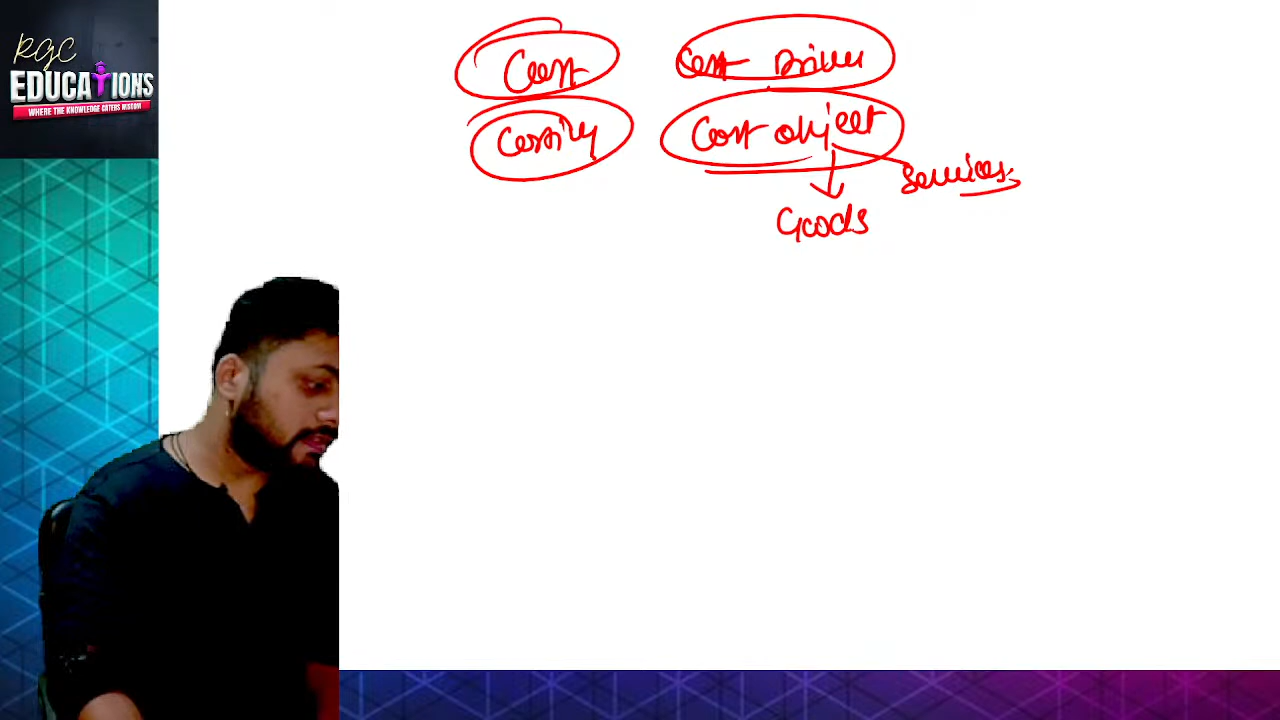 RGC
EDUCATIONS
WHERE THE KNOWLEDGE CATERS WISDOM
Cost Cost Driver
Costing Cost object
Services
Goods